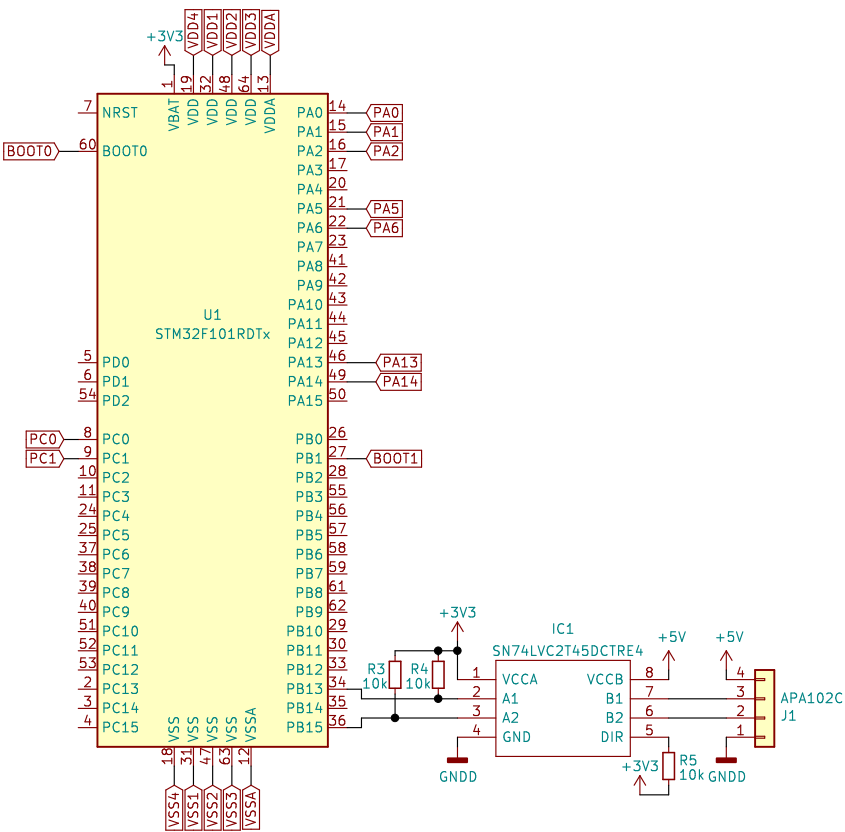 +3V3 VDD4 VDD1 VDD2 VDD3 VDDA
1 19 32 48 64 13
VBAT VDD VDD VDD VDD VDDA
7 NRST PA0 14 PA0
PA1 15 PA1
BOOT0 60 BOOT0 PA2 16 PA2
PA3 17
PA4 20
PA5 21 PA5
PA6 22 PA6
PA7 23
PA8 41
PA9 42
PA10 43
U1
PA11 44
STM32F101RDTx
PA12 45
5 PD0 PA13 46 PA13
6 PD1 PA14 49 PA14
54 PD2 PA15 50
PC0 8 PC0 PB0 26
PC1 9 PC1 PB1 27 BOOT1
10 PC2 PB2 28
11 PC3 PB3 55
24 PC4 PB4 56
25 PC5 PB5 57
37 PC6 PB6 58
38 PC7 PB7 59
39 PC8 PB8 61
40 PC9 PB9 62
51 PC10 PB10 29
52 PC11 PB11 30
53 PC12 PB12 33
2 PC13 PB13 34
3 PC14 PB14 35
4 PC15 PB15 36
VSS VSS VSS VSS VSSA
18 31 47 63 12
VSS4 VSS1 VSS2 VSS3 VSSA
+3V3
R3
10k
R4
10k
IC1
SN74LVC2T45DCTRE4
1 VCCA VCCB 8
2 A1 B1 7
3 A2 B2 6
4 GND DIR 5
GNDD
+5V
+3V3
R5
10k
+5V
4
3
2
1
APA102C
J1
GNDD